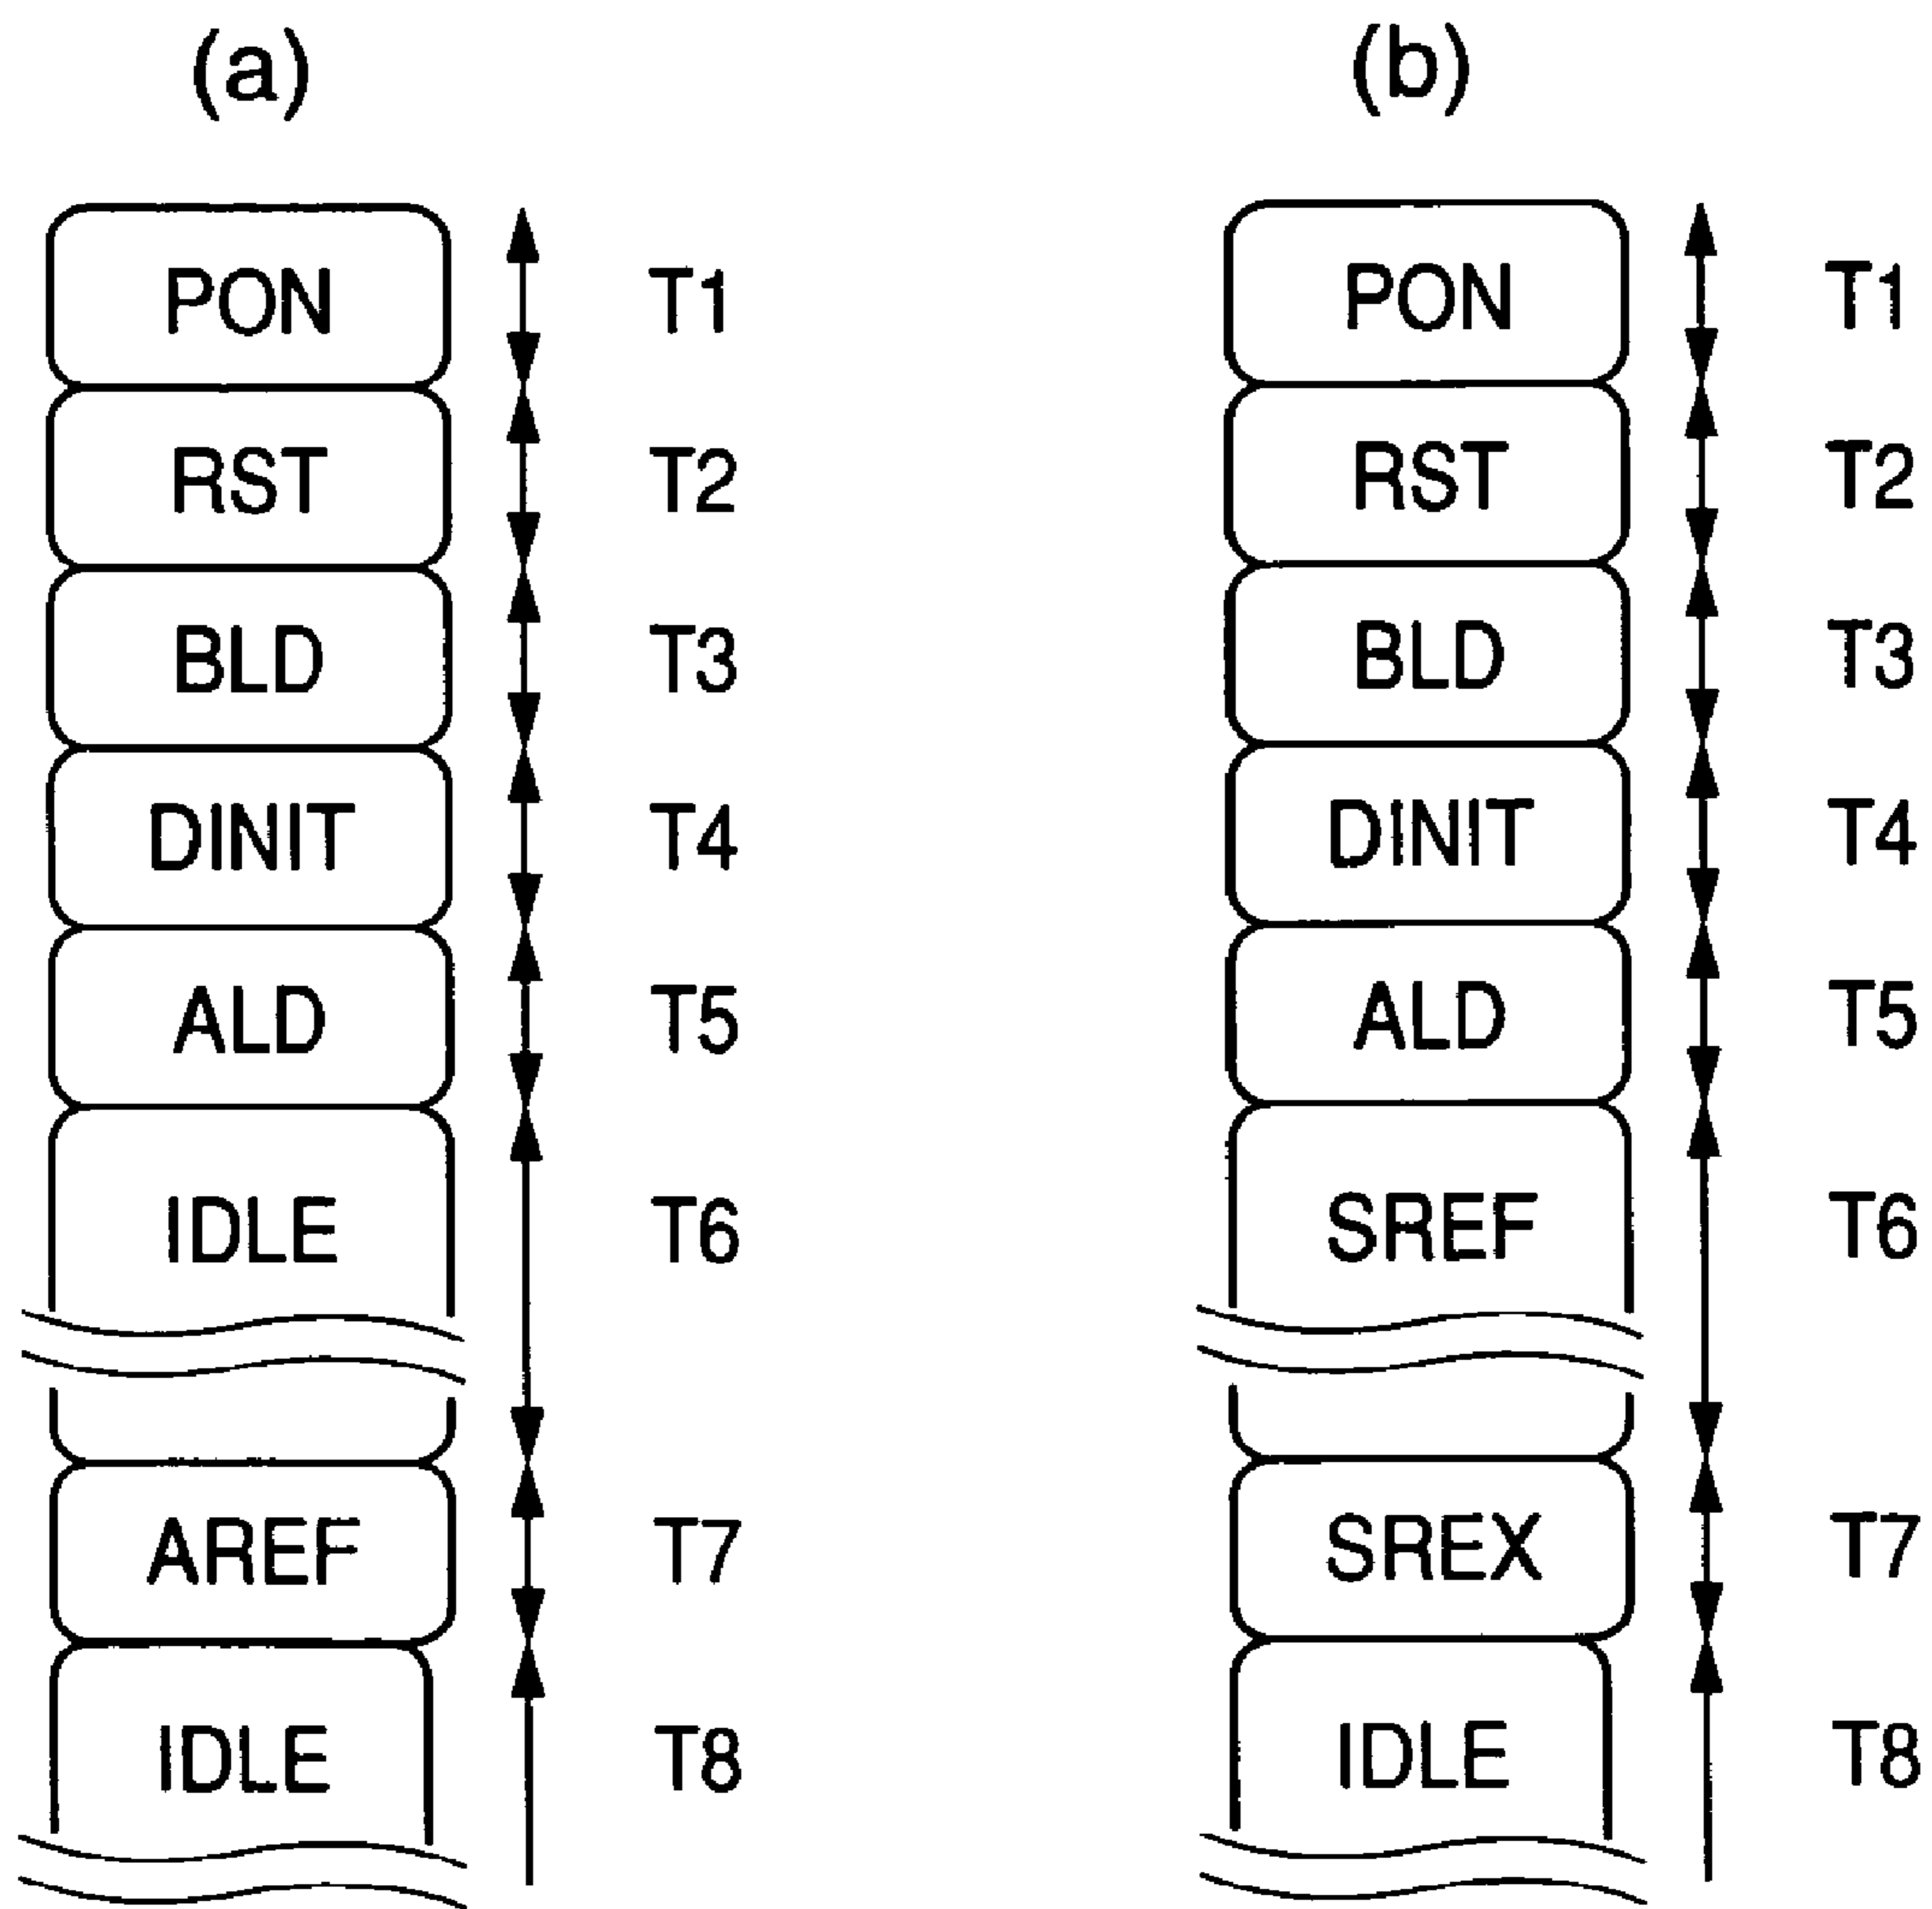 (a)
PON T1
RST T2
BLD T3
DINIT T4
ALD T5
IDLE T6
AREF T7
IDLE T8
(b)
PON T1
RST T2
BLD T3
DINIT T4
ALD T5
SREF T6
SREX T7
IDLE T8